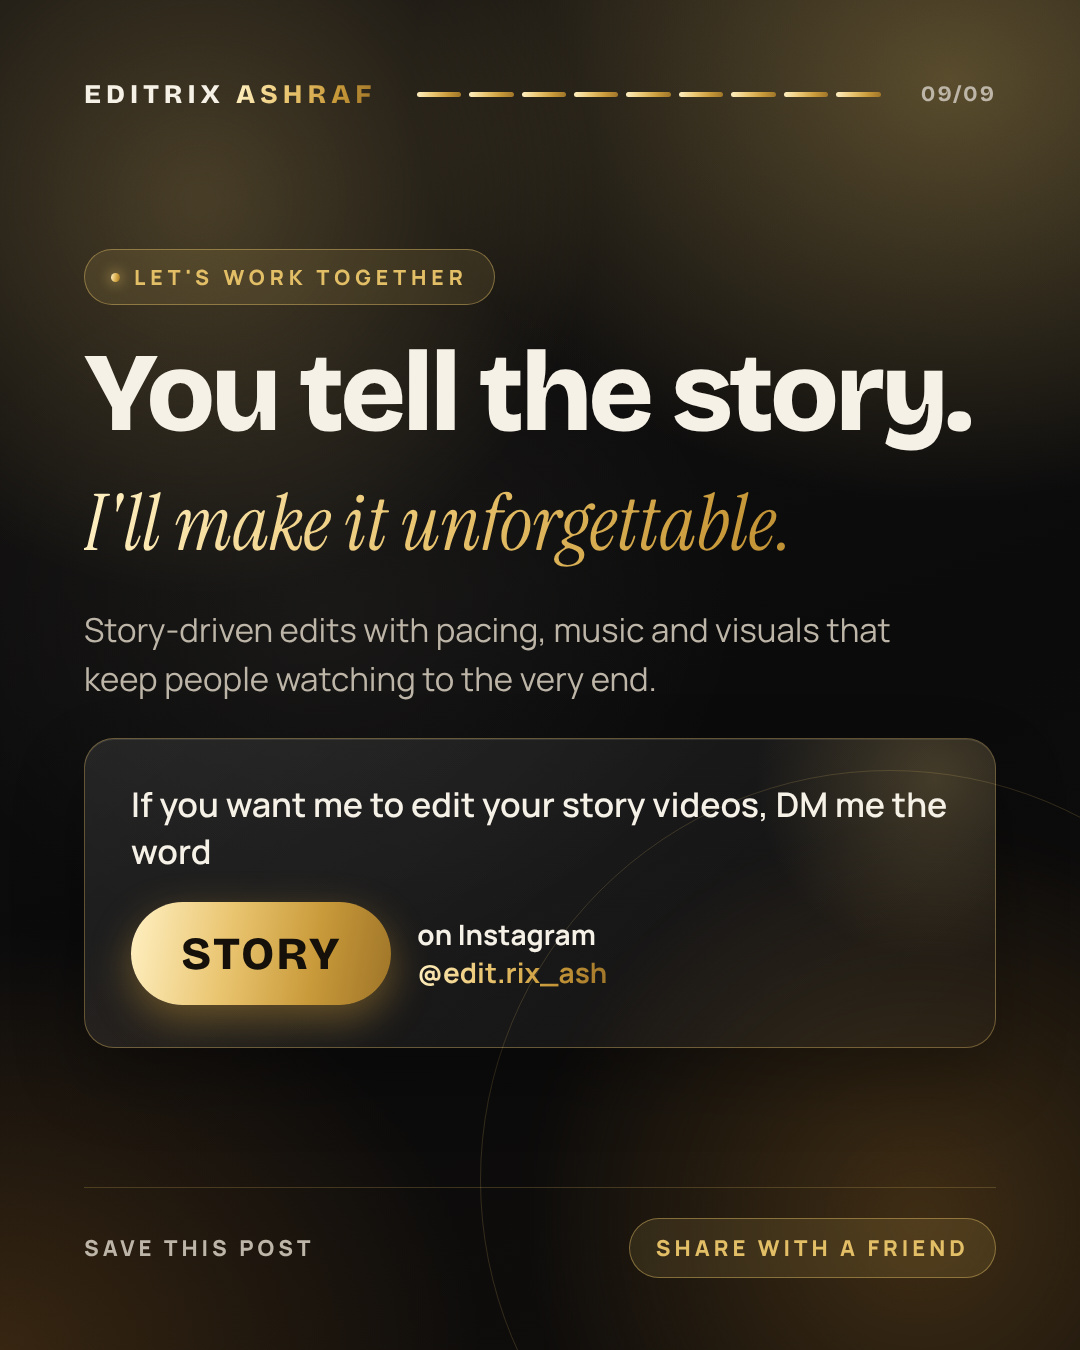 EDITRIX ASHRAF
09/09
LET'S WORK TOGETHER
You tell the story.
I'll make it unforgettable.
Story-driven edits with pacing, music and visuals that
keep people watching to the very end.
If you want me to edit your story videos, DM me the
word
STORY
on Instagram
@edit.rix_ash
SAVE THIS POST
SHARE WITH A FRIEND